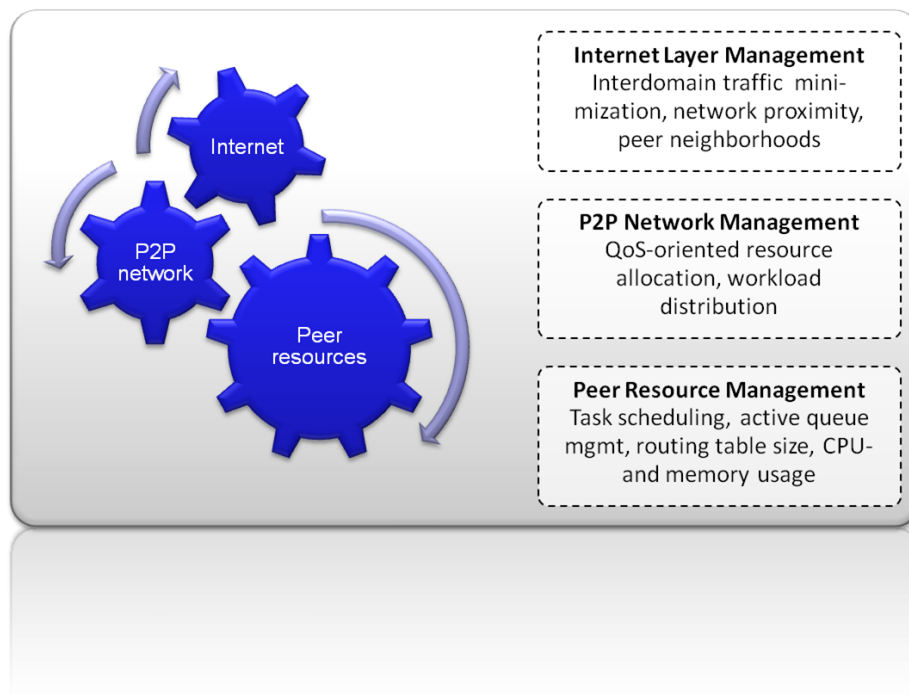 Internet
P2P
network
Peer
resources
Internet Layer Management
Interdomain traffic mini-
mization, network proximity,
peer neighborhoods
P2P Network Management
QoS-oriented resource
allocation, workload
distribution
Peer Resource Management
Task scheduling, active queue
mgmt, routing table size, CPU-
and memory usage